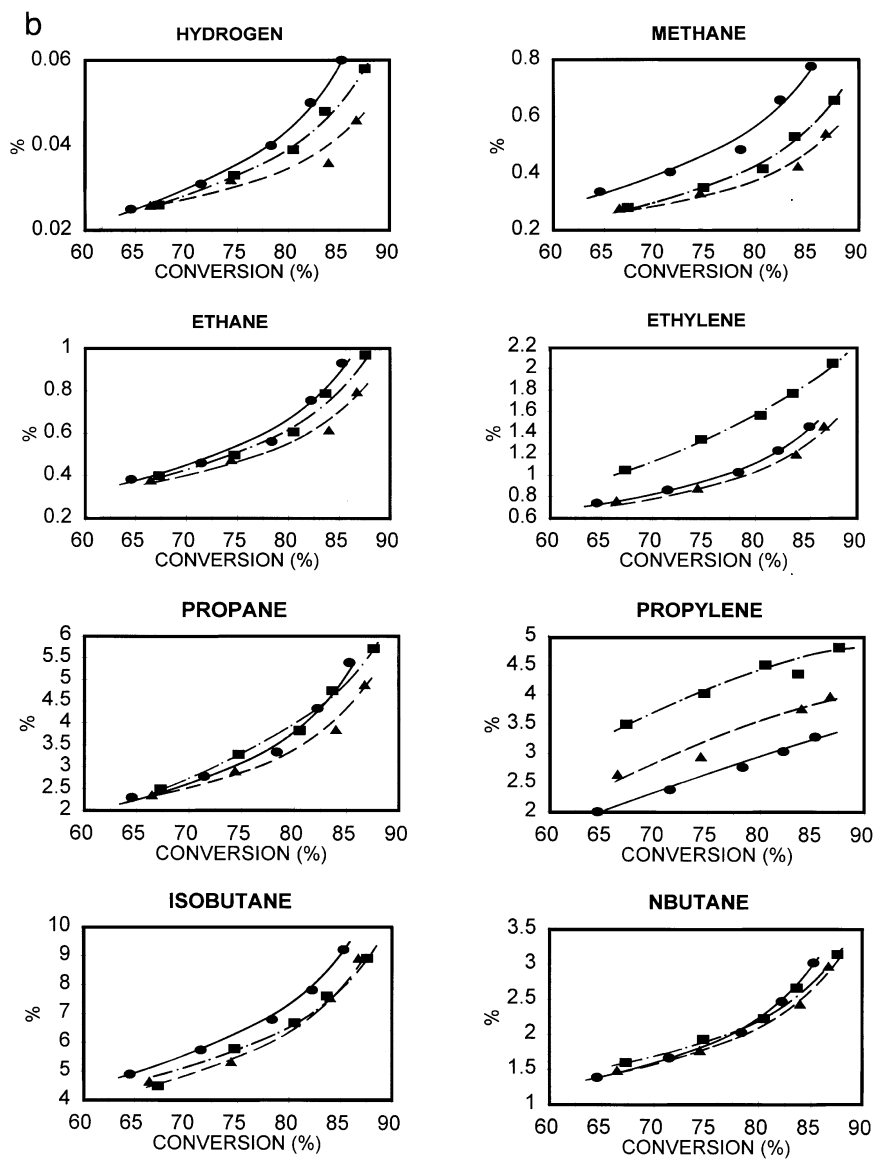 b
HYDROGEN
0.06
0.04
0.02
%
60 65 70 75 80 85 90
CONVERSION (%)
METHANE
0.8
0.6
0.4
0.2
%
60 65 70 75 80 85 90
CONVERSION (%)
ETHANE
1
0.8
0.6
0.4
0.2
%
60 65 70 75 80 85 90
CONVERSION (%)
ETHYLENE
2.2
2
1.8
1.6
1.4
1.2
1
0.8
0.6
%
60 65 70 75 80 85 90
CONVERSION (%)
PROPANE
6
5.5
5
4.5
4
3.5
3
2.5
2
%
60 65 70 75 80 85 90
CONVERSION (%)
PROPYLENE
5
4.5
4
3.5
3
2.5
2
%
60 65 70 75 80 85 90
CONVERSION (%)
ISOBUTANE
10
9
8
7
6
5
4
%
60 65 70 75 80 85 90
CONVERSION (%)
NBUTANE
3.5
3
2.5
2
1.5
1
%
60 65 70 75 80 85 90
CONVERSION (%)